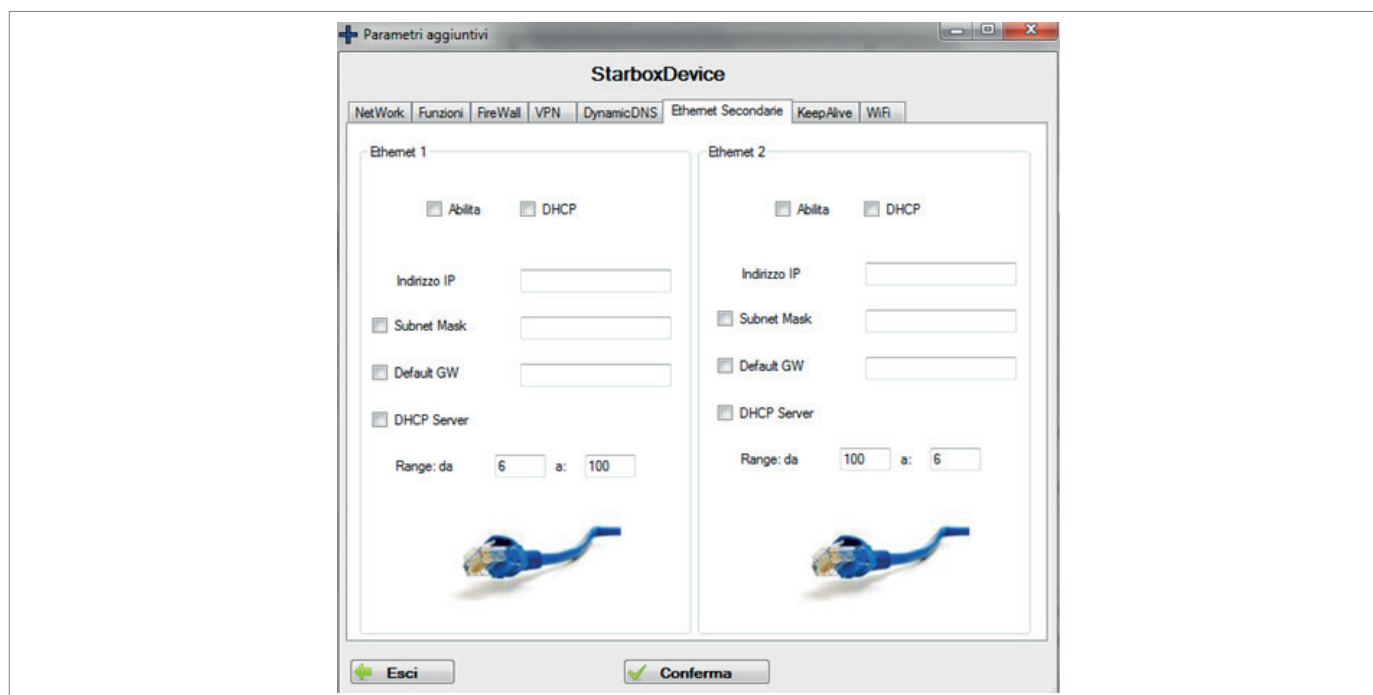 Parametri aggiuntivi
StarboxDevice
NetWork Funzioni FireWall VPN DynamicDNS Ethernet Secondarie KeepAlive WiFi
Ethernet 1
Abilita DHCP
Indirizzo IP
Subnet Mask
Default GW
DHCP Server
Range: da 6 a: 100
Ethernet 2
Abilita DHCP
Indirizzo IP
Subnet Mask
Default GW
DHCP Server
Range: da 100 a: 6
Esci Conferma